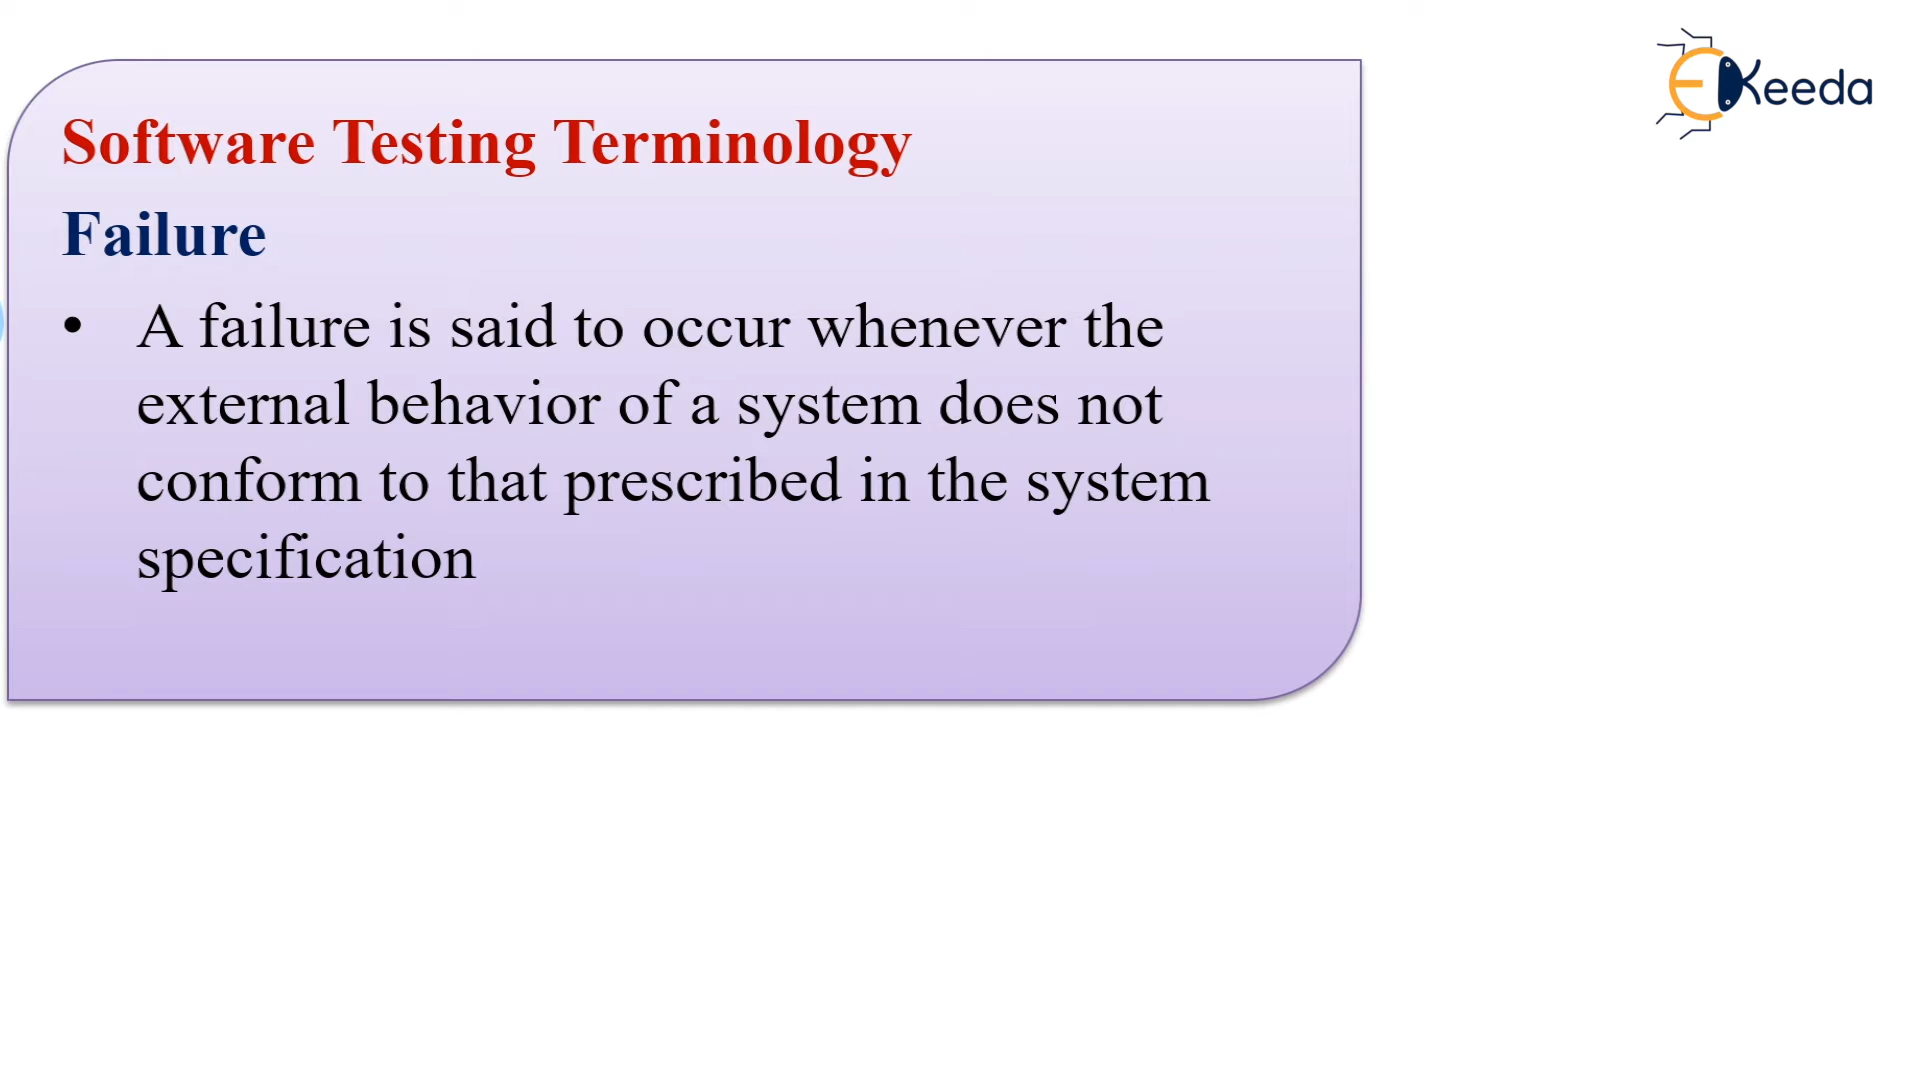 Software Testing Terminology
Failure
• A failure is said to occur whenever the
external behavior of a system does not
conform to that prescribed in the system
specification
EKeeda